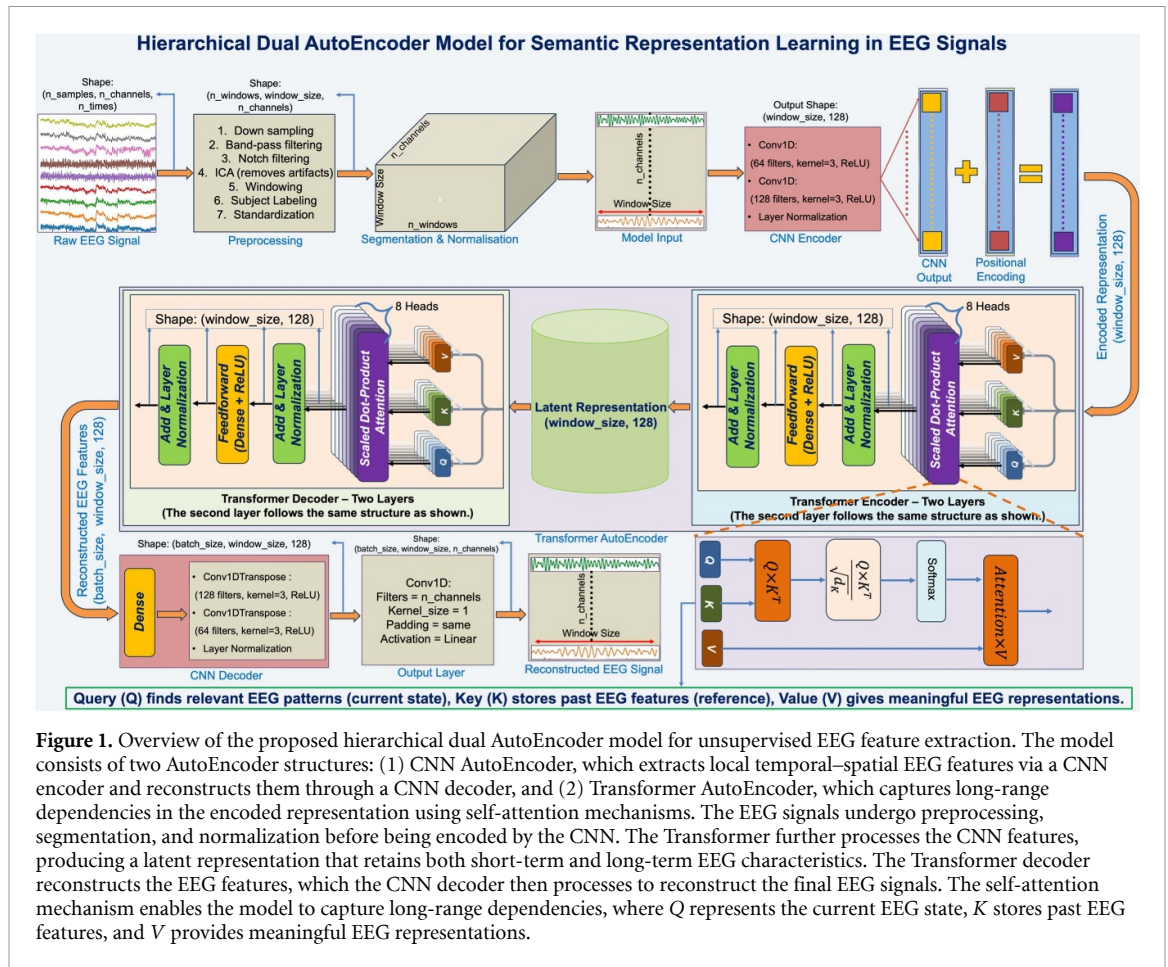 Hierarchical Dual AutoEncoder Model for Semantic Representation Learning in EEG Signals
Shape:
(n_samples, n_channels,
n_times)
Raw EEG Signal
Shape:
(n_windows, window_size,
n_channels)
1. Down sampling
2. Band-pass filtering
3. Notch filtering
4. ICA (removes artifacts)
5. Windowing
6. Subject Labeling
7. Standardization
Preprocessing
n_channels
Window Size
n_windows
Segmentation & Normalisation
n_channels
Window Size
Model Input
Output Shape:
(window_size, 128)
• Conv1D:
(64 filters, kernel=3, ReLU)
• Conv1D:
(128 filters, kernel=3, ReLU)
• Layer Normalization
CNN Encoder
CNN
Output
Positional
Encoding
Encoded Representation
(window_size, 128)
8 Heads
Shape: (window_size, 128)
Add & Layer
Normalization
Feedforward
(Dense + ReLU)
Add & Layer
Normalization
Scaled Dot-Product
Attention
V
K
Q
Transformer Encoder – Two Layers
(The second layer follows the same structure as shown.)
Latent Representation
(window_size, 128)
8 Heads
Shape: (window_size, 128)
Add & Layer
Normalization
Feedforward
(Dense + ReLU)
Add & Layer
Normalization
Scaled Dot-Product
Attention
V
K
Q
Transformer Decoder – Two Layers
(The second layer follows the same structure as shown.)
Transformer AutoEncoder
Reconstructed EEG Features
(batch_size, window_size, 128)
Shape: (batch_size, window_size, 128)
Dense
• Conv1DTranspose :
(128 filters, kernel=3, ReLU)
• Conv1DTranspose :
(64 filters, kernel=3, ReLU)
• Layer Normalization
CNN Decoder
Shape:
(batch_size, window_size, n_channels)
Conv1D:
Filters = n_channels
Kernel_size = 1
Padding = same
Activation = Linear
Output Layer
n_channels
Window Size
Reconstructed EEG Signal
Q
K
V
Q×Kᵀ
Q×Kᵀ
√dₖ
Softmax
Attention×V
Query (Q) finds relevant EEG patterns (current state), Key (K) stores past EEG features (reference), Value (V) gives meaningful EEG representations.
Figure 1. Overview of the proposed hierarchical dual AutoEncoder model for unsupervised EEG feature extraction. The model
consists of two AutoEncoder structures: (1) CNN AutoEncoder, which extracts local temporal–spatial EEG features via a CNN
encoder and reconstructs them through a CNN decoder, and (2) Transformer AutoEncoder, which captures long-range
dependencies in the encoded representation using self-attention mechanisms. The EEG signals undergo preprocessing,
segmentation, and normalization before being encoded by the CNN. The Transformer further processes the CNN features,
producing a latent representation that retains both short-term and long-term EEG characteristics. The Transformer decoder
reconstructs the EEG features, which the CNN decoder then processes to reconstruct the final EEG signals. The self-attention
mechanism enables the model to capture long-range dependencies, where Q represents the current EEG state, K stores past EEG
features, and V provides meaningful EEG representations.